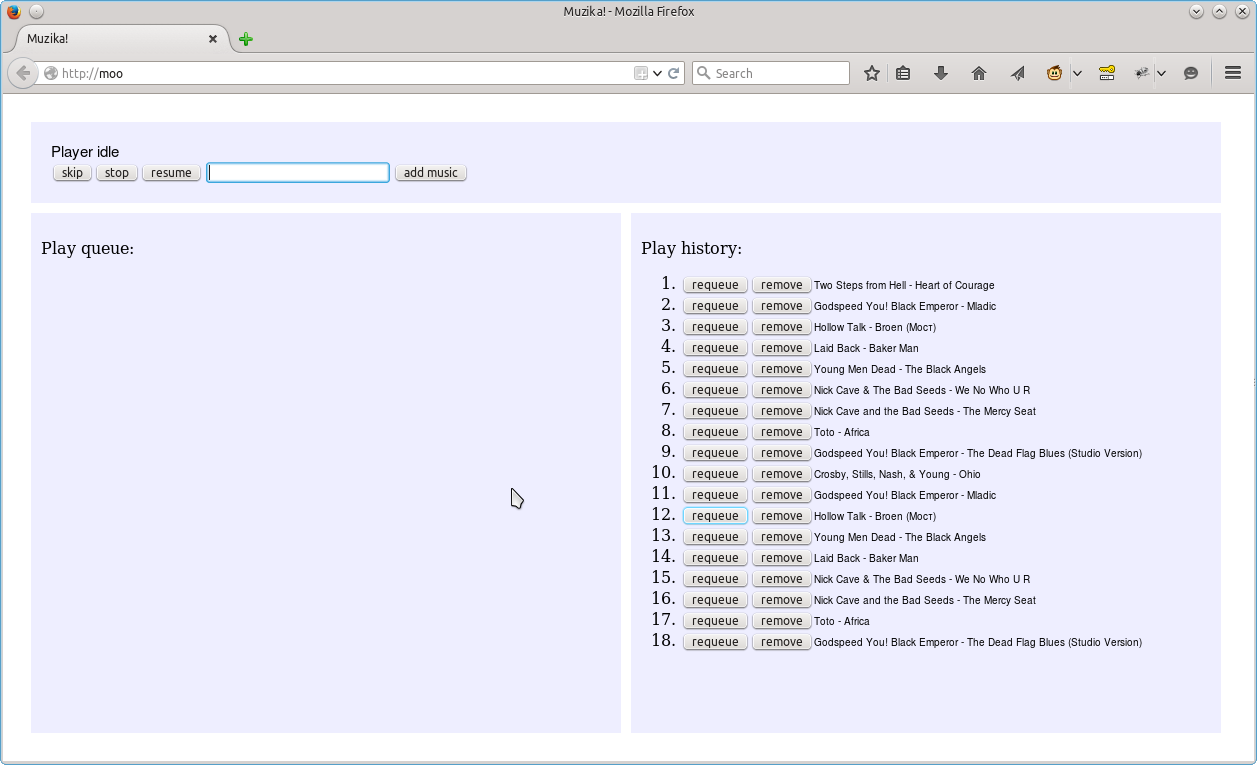 Muzika! - Mozilla Firefox
Muzika!
http://moo
Search
Player idle
skip stop resume add music
Play queue:
Play history:
1. requeue remove Two Steps from Hell - Heart of Courage
2. requeue remove Godspeed You! Black Emperor - Mladic
3. requeue remove Hollow Talk - Broen (Мост)
4. requeue remove Laid Back - Baker Man
5. requeue remove Young Men Dead - The Black Angels
6. requeue remove Nick Cave & The Bad Seeds - We No Who U R
7. requeue remove Nick Cave and the Bad Seeds - The Mercy Seat
8. requeue remove Toto - Africa
9. requeue remove Godspeed You! Black Emperor - The Dead Flag Blues (Studio Version)
10. requeue remove Crosby, Stills, Nash, & Young - Ohio
11. requeue remove Godspeed You! Black Emperor - Mladic
12. requeue remove Hollow Talk - Broen (Мост)
13. requeue remove Young Men Dead - The Black Angels
14. requeue remove Laid Back - Baker Man
15. requeue remove Nick Cave & The Bad Seeds - We No Who U R
16. requeue remove Nick Cave and the Bad Seeds - The Mercy Seat
17. requeue remove Toto - Africa
18. requeue remove Godspeed You! Black Emperor - The Dead Flag Blues (Studio Version)